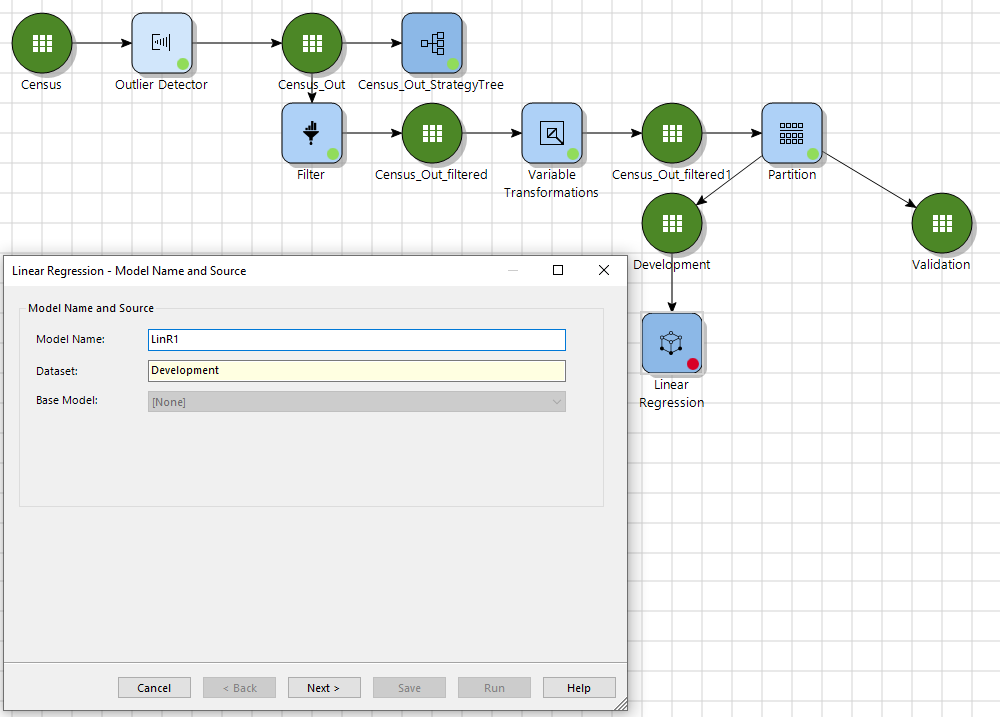 Census
Outlier Detector
Census_Out
Census_Out_StrategyTree
Filter
Census_Out_filtered
Variable
Transformations
Census_Out_filtered1
Partition
Development
Validation
Linear
Regression
Linear Regression - Model Name and Source
Model Name and Source
Model Name:
LinR1
Dataset:
Development
Base Model:
[None]
Cancel
< Back
Next >
Save
Run
Help